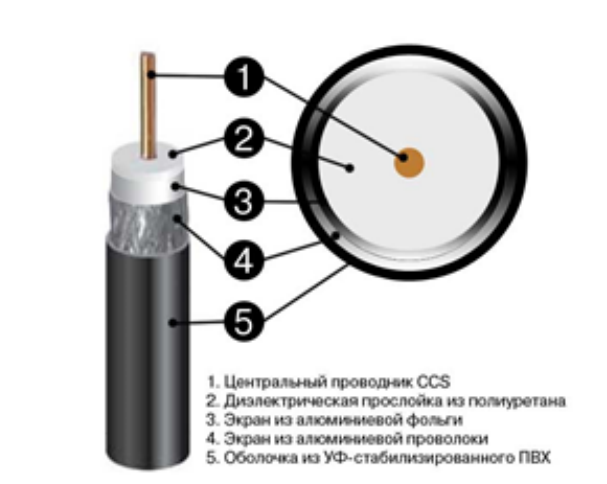 1
2
3
4
5
1. Центральный проводник CCS
2. Диэлектрическая прослойка из полиуретана
3. Экран из алюминиевой фольги
4. Экран из алюминиевой проволоки
5. Оболочка из УФ-стабилизированного ПВХ